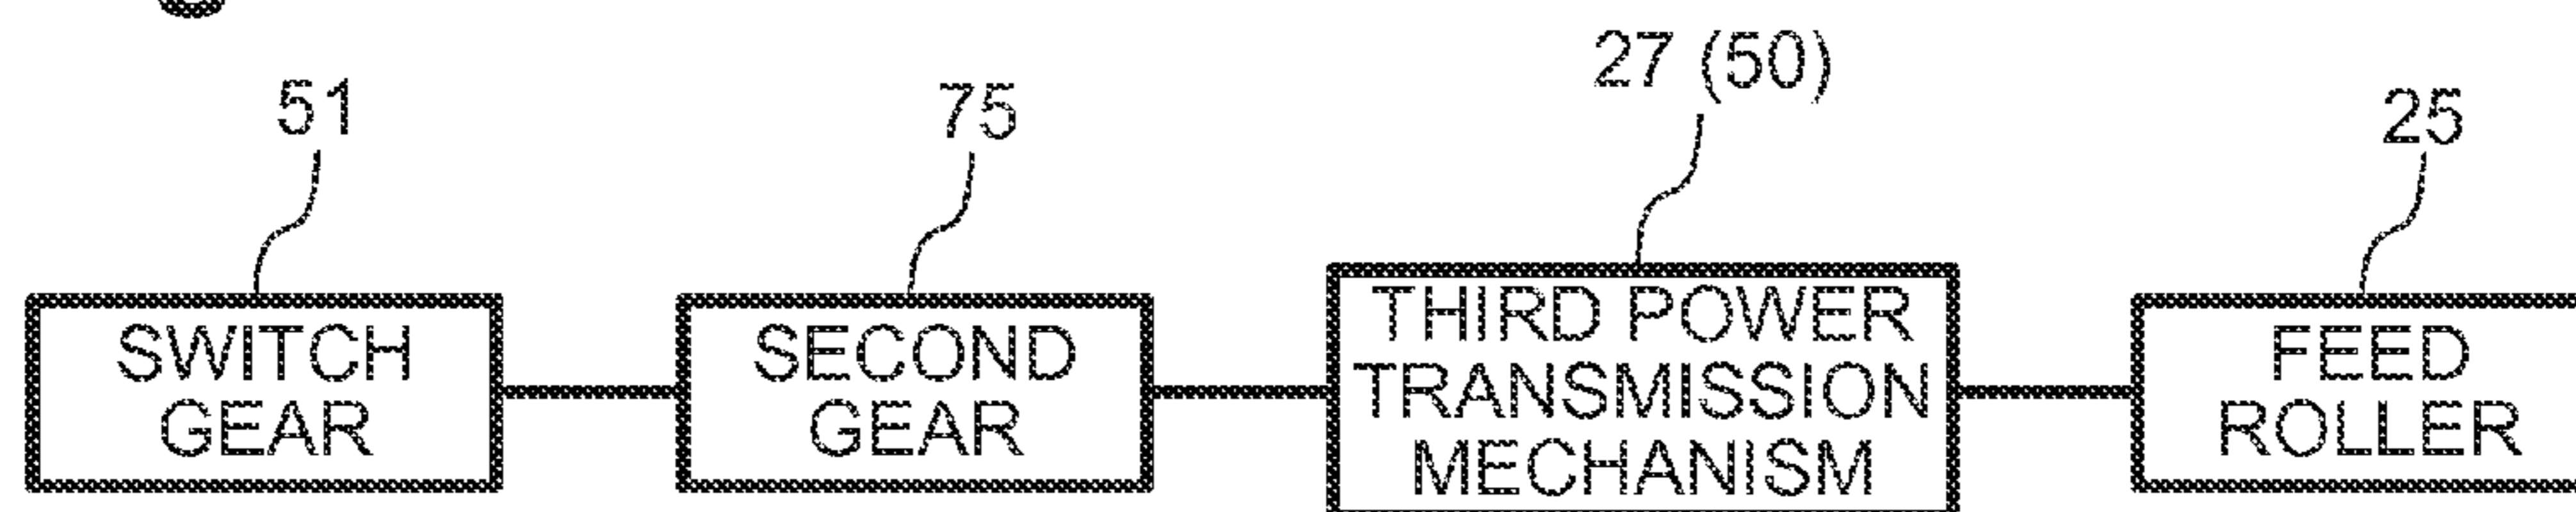 51
75
27 (50)
25
SWITCH
GEAR
SECOND
GEAR
THIRD POWER
TRANSMISSION
MECHANISM
FEED
ROLLER